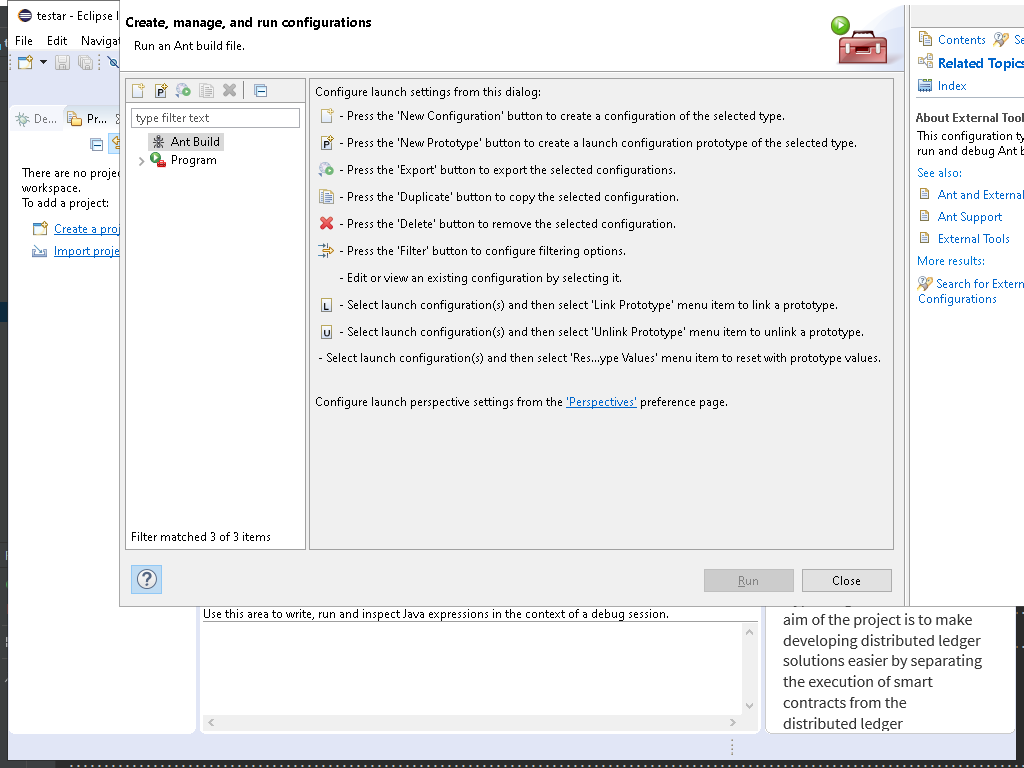 testar - Eclipse I
File Edit Navigat
De... Pr...
There are no proje
workspace.
To add a project:
Create a proj
Import proje
Create, manage, and run configurations
Run an Ant build file.
type filter text
Ant Build
Program
Filter matched 3 of 3 items
Configure launch settings from this dialog:
- Press the 'New Configuration' button to create a configuration of the selected type.
P - Press the 'New Prototype' button to create a launch configuration prototype of the selected type.
- Press the 'Export' button to export the selected configurations.
- Press the 'Duplicate' button to copy the selected configuration.
- Press the 'Delete' button to remove the selected configuration.
- Press the 'Filter' button to configure filtering options.
- Edit or view an existing configuration by selecting it.
L - Select launch configuration(s) and then select 'Link Prototype' menu item to link a prototype.
U - Select launch configuration(s) and then select 'Unlink Prototype' menu item to unlink a prototype.
- Select launch configuration(s) and then select 'Res...ype Values' menu item to reset with prototype values.
Configure launch perspective settings from the 'Perspectives' preference page.
Run Close
Contents Se
Related Topics
Index
About External Tool
This configuration ty
run and debug Ant b
See also:
Ant and External
Ant Support
External Tools
More results:
Search for Extern
Configurations
Use this area to write, run and inspect Java expressions in the context of a debug session.
aim of the project is to make
developing distributed ledger
solutions easier by separating
the execution of smart
contracts from the
distributed ledger